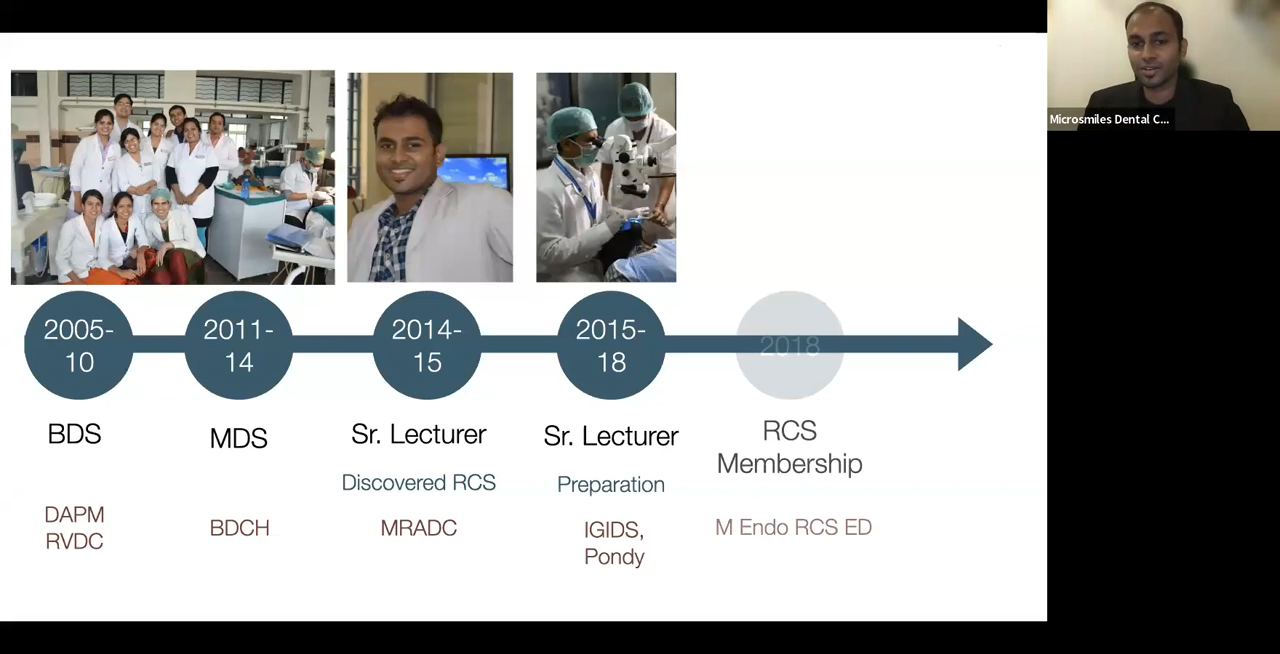 Microsmiles Dental C...
2005-
10
2011-
14
2014-
15
2015-
18
2018
BDS
MDS
Sr. Lecturer
Sr. Lecturer
RCS
Membership
Discovered RCS
Preparation
DAPM
RVDC
BDCH
MRADC
IGIDS,
Pondy
M Endo RCS ED